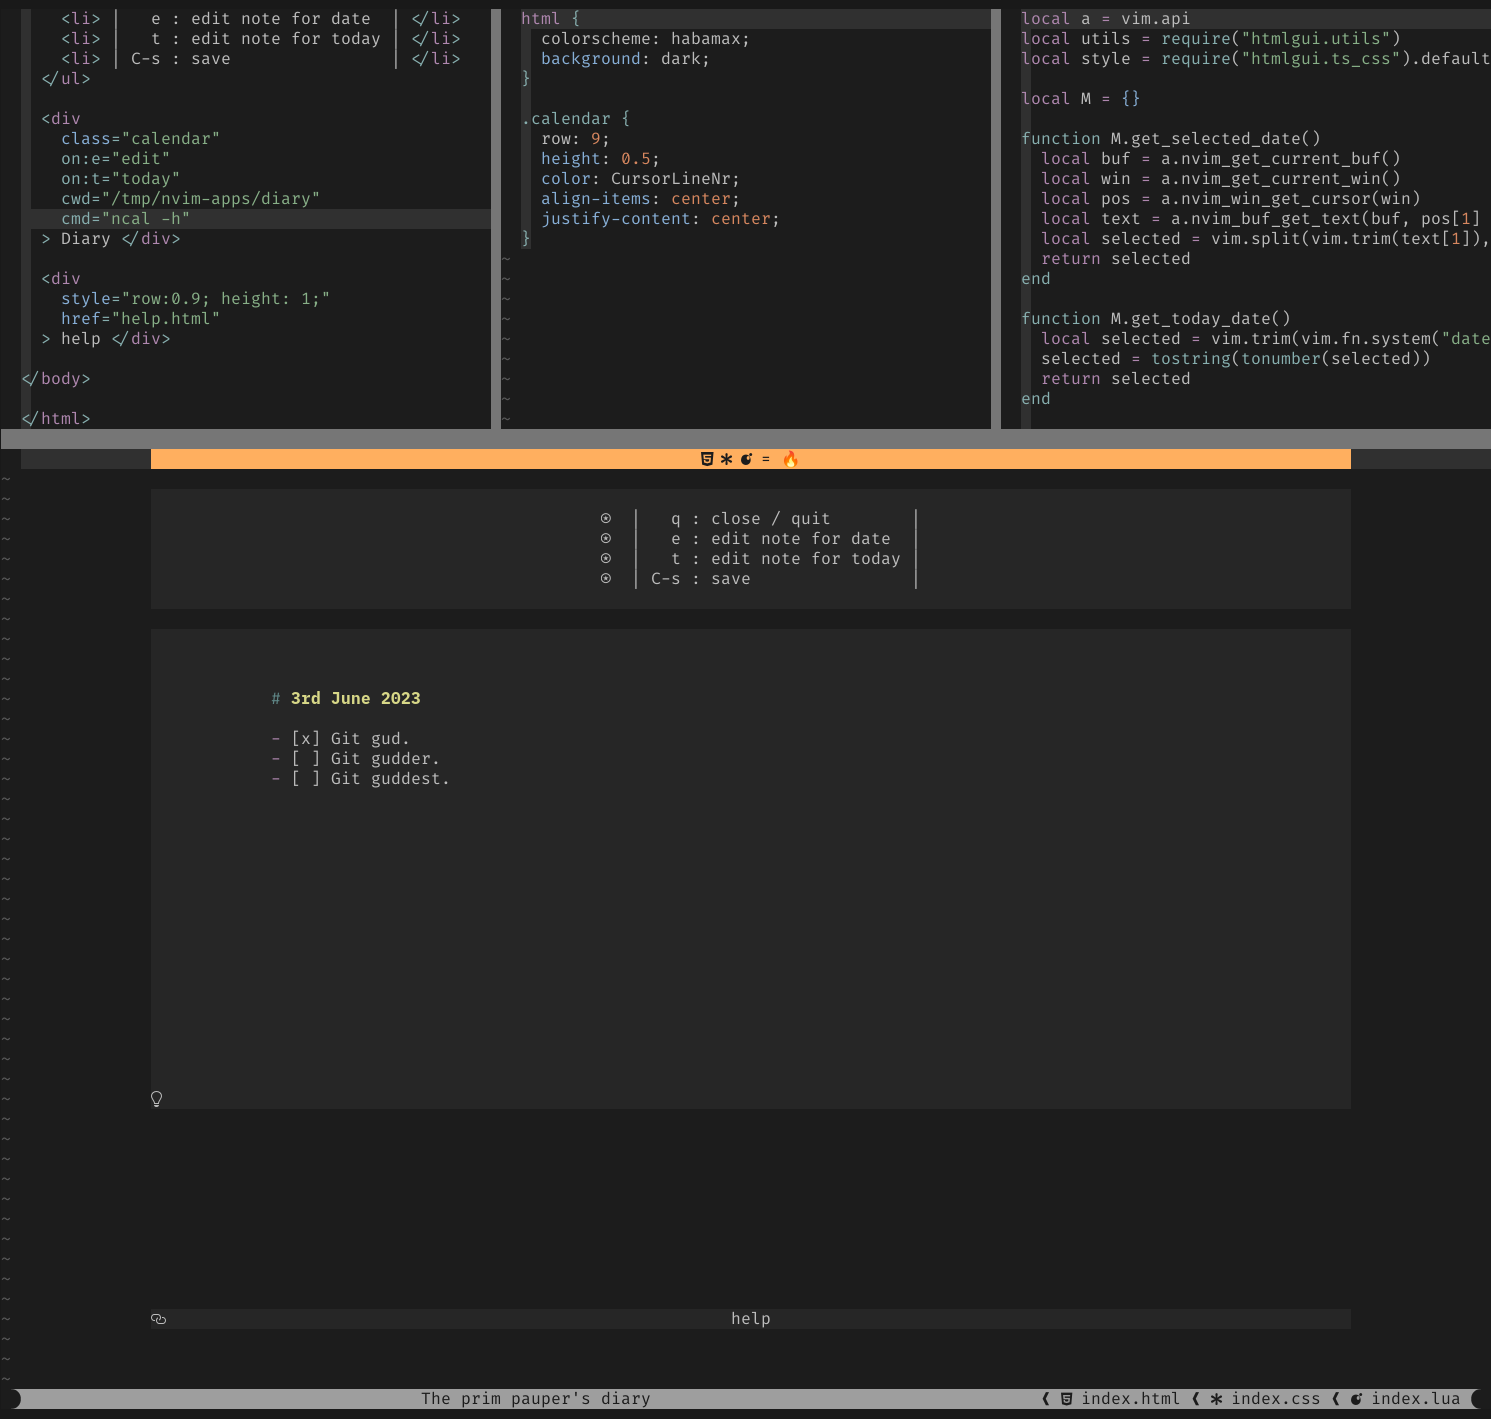 <li> |   e : edit note for date  | </li>
    <li> |   t : edit note for today | </li>
    <li> | C-s : save                | </li>
  </ul>

  <div
    class="calendar"
    on:e="edit"
    on:t="today"
    cwd="/tmp/nvim-apps/diary"
    cmd="ncal -h"
  > Diary </div>

  <div
    style="row:0.9; height: 1;"
    href="help.html"
  > help </div>

</body>

</html>
html {
  colorscheme: habamax;
  background: dark;
}

.calendar {
  row: 9;
  height: 0.5;
  color: CursorLineNr;
  align-items: center;
  justify-content: center;
}
local a = vim.api
local utils = require("htmlgui.utils")
local style = require("htmlgui.ts_css").default

local M = {}

function M.get_selected_date()
  local buf = a.nvim_get_current_buf()
  local win = a.nvim_get_current_win()
  local pos = a.nvim_win_get_cursor(win)
  local text = a.nvim_buf_get_text(buf, pos[1]
  local selected = vim.split(vim.trim(text[1]),
  return selected
end

function M.get_today_date()
  local selected = vim.trim(vim.fn.system("date
  selected = tostring(tonumber(selected))
  return selected
end
= 🔥
|   q : close / quit        |
|   e : edit note for date  |
|   t : edit note for today |
| C-s : save                |
# 3rd June 2023

- [x] Git gud.
- [ ] Git gudder.
- [ ] Git guddest.
help
The prim pauper's diary
index.html index.css index.lua